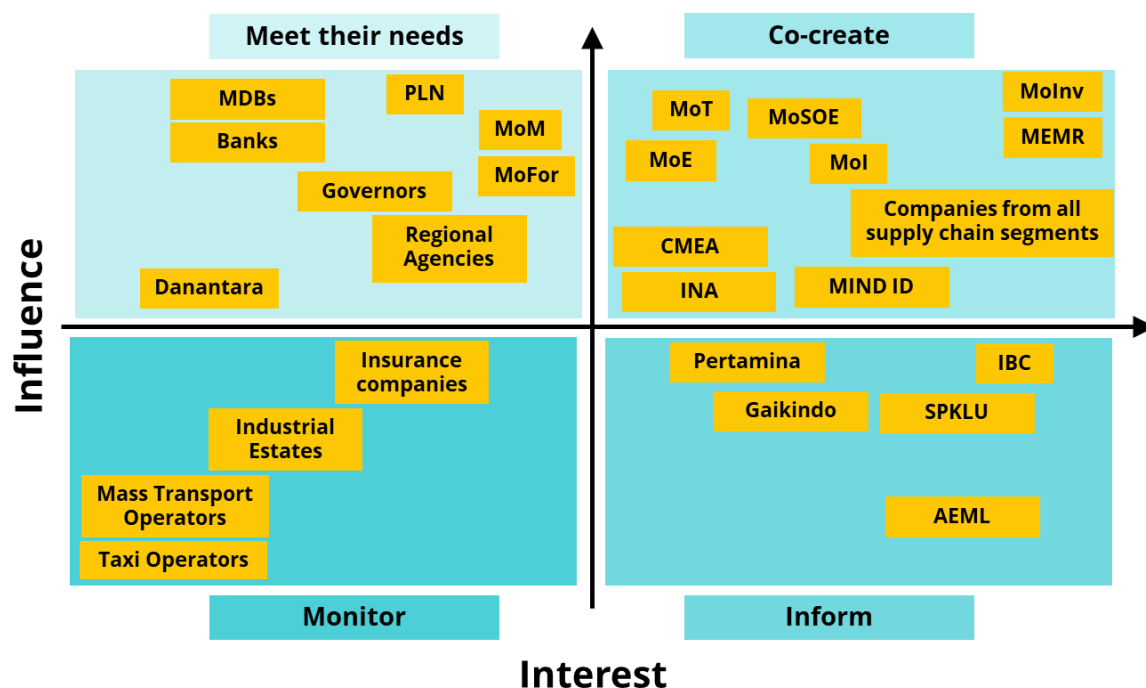 Meet their needs
Co-create
MDBs
Banks
PLN
MoM
MoFor
Governors
Regional
Agencies
Danantara
MoT
MoSOE
MoInv
MEMR
MoE
MoI
Companies from all
supply chain segments
CMEA
INA
MIND ID
Influence
Insurance
companies
Industrial
Estates
Mass Transport
Operators
Taxi Operators
Pertamina
IBC
Gaikindo
SPKLU
AEML
Monitor
Inform
Interest